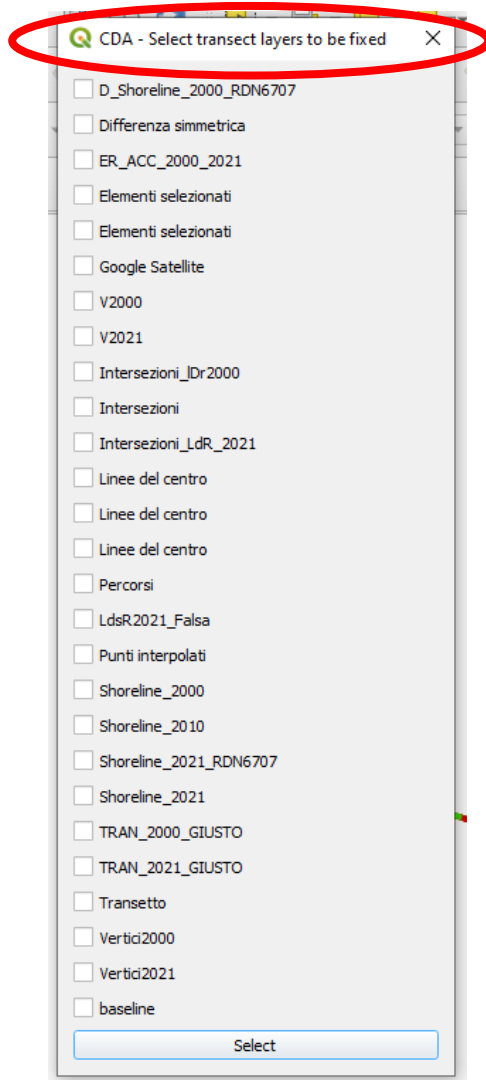 CDA - Select transect layers to be fixed
D_Shoreline_2000_RDN6707
Differenza simmetrica
ER_ACC_2000_2021
Elementi selezionati
Elementi selezionati
Google Satellite
V2000
V2021
Intersezioni_lDr2000
Intersezioni
Intersezioni_LdR_2021
Linee del centro
Linee del centro
Linee del centro
Percorsi
LdsR2021_Falsa
Punti interpolati
Shoreline_2000
Shoreline_2010
Shoreline_2021_RDN6707
Shoreline_2021
TRAN_2000_GIUSTO
TRAN_2021_GIUSTO
Transetto
Vertici2000
Vertici2021
baseline
Select